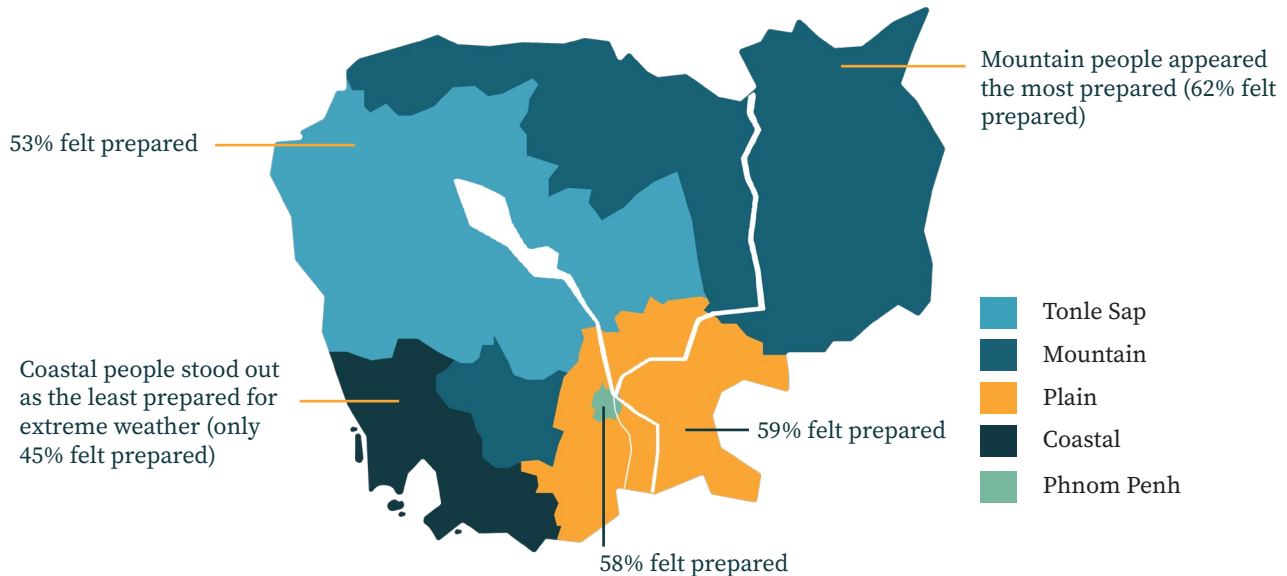 Mountain people appeared
the most prepared (62% felt
prepared)
53% felt prepared
Coastal people stood out
as the least prepared for
extreme weather (only
45% felt prepared)
59% felt prepared
58% felt prepared
Tonle Sap
Mountain
Plain
Coastal
Phnom Penh